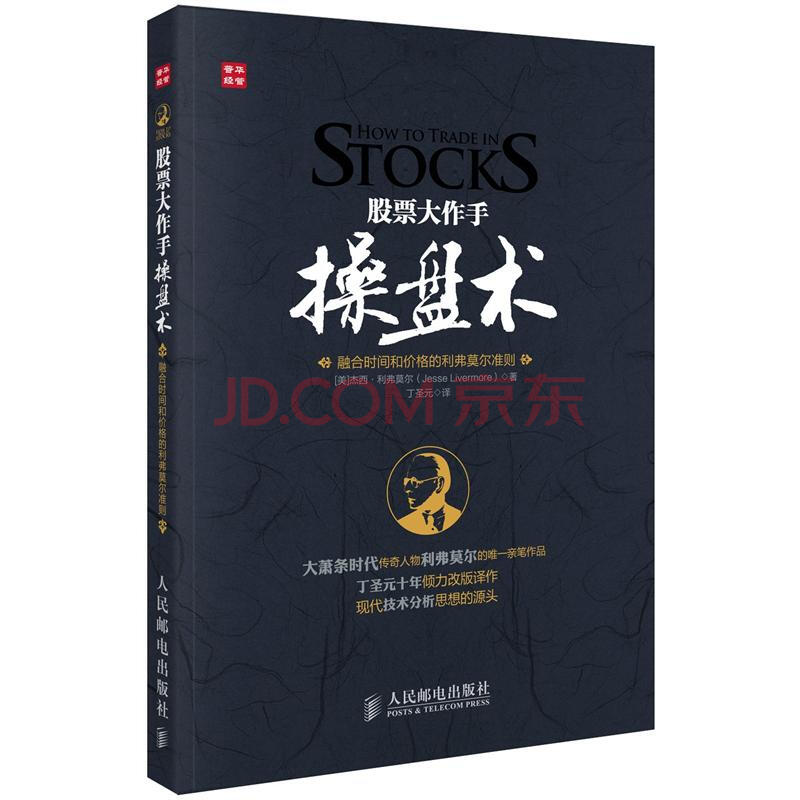 普华
经管
股票大作手操盘术
融合时间和价格的利弗莫尔准则
人民邮电出版社
普华
经管
HOW TO TRADE IN
STOCKS
股票大作手
操盘术
融合时间和价格的利弗莫尔准则
[美]杰西·利弗莫尔（Jesse Livermore）◇著
丁圣元◇译
JD.COM 京东
大萧条时代传奇人物利弗莫尔的唯一亲笔作品
丁圣元十年倾力改版译作
现代技术分析思想的源头
人民邮电出版社
POSTS & TELECOM PRESS